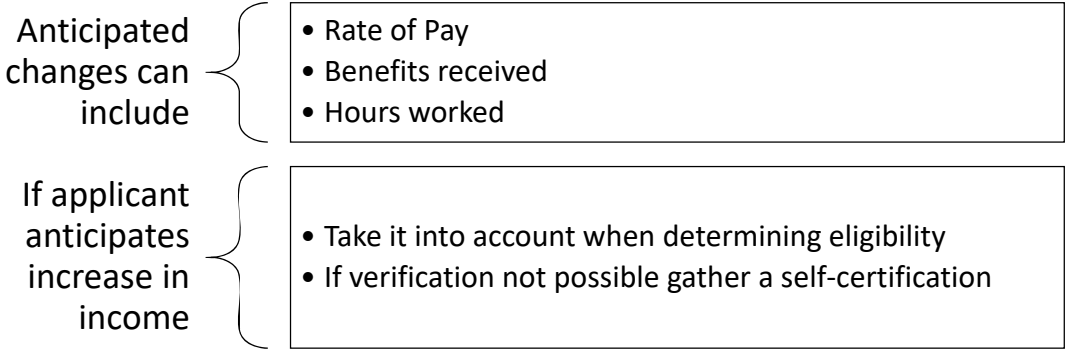 Anticipated
changes can
include
• Rate of Pay
• Benefits received
• Hours worked
If applicant
anticipates
increase in
income
• Take it into account when determining eligibility
• If verification not possible gather a self-certification